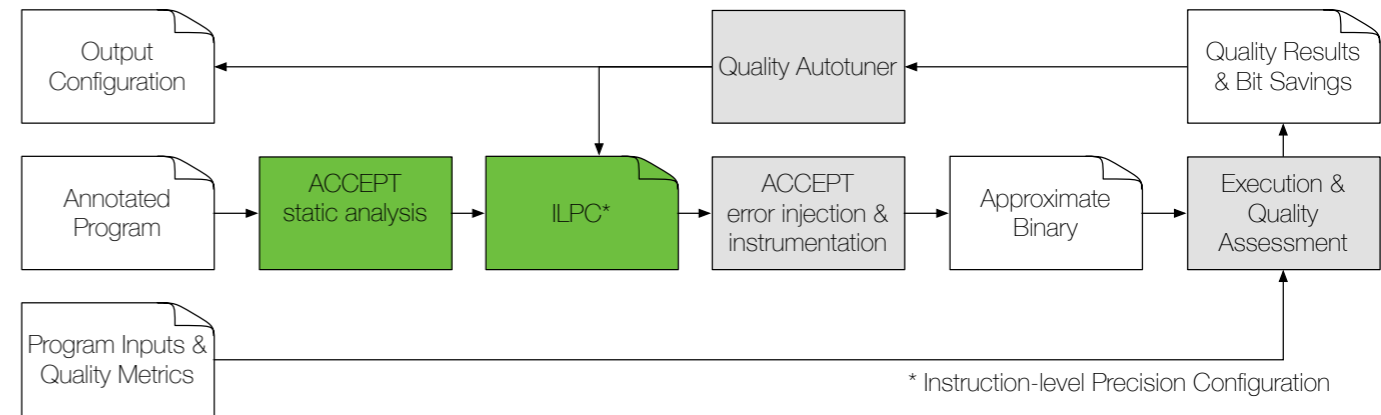 Output
Configuration
Quality Autotuner
Quality Results
& Bit Savings
Annotated
Program
ACCEPT
static analysis
ILPC*
ACCEPT
error injection &
instrumentation
Approximate
Binary
Execution &
Quality
Assessment
Program Inputs &
Quality Metrics
* Instruction-level Precision Configuration